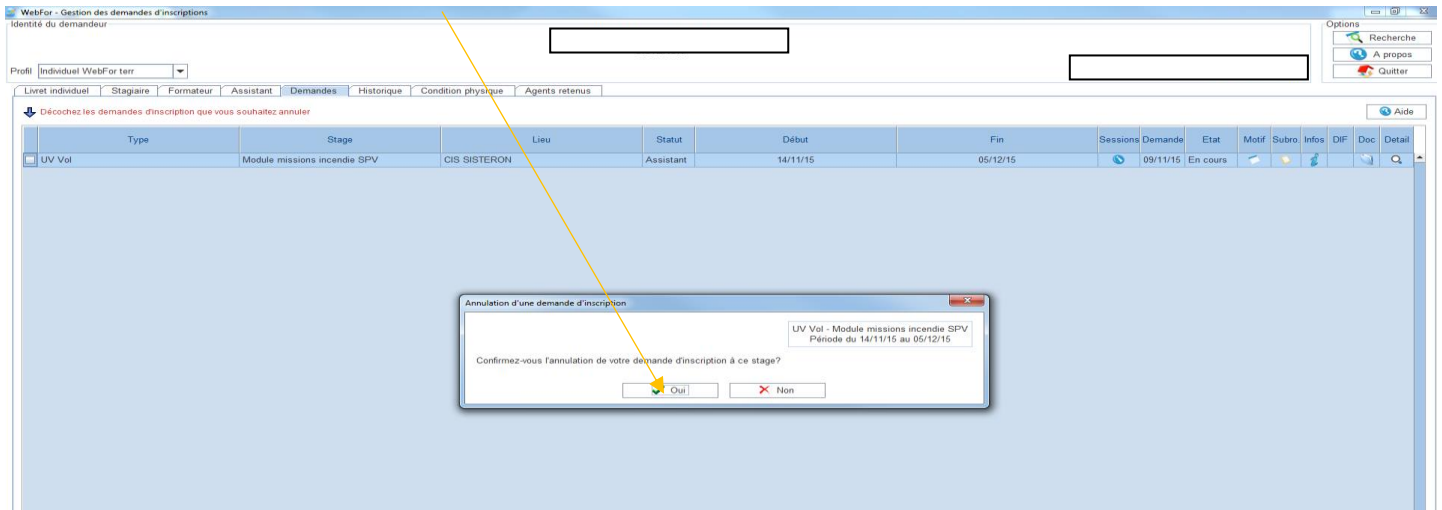 WebFor - Gestion des demandes d'inscriptions
Identité du demandeur
Options
Recherche
A propos
Quitter
Profil Individuel WebFor terr
Livret individuel Stagiaire Formateur Assistant Demandes Historique Condition physique Agents retenus
Décochez les demandes d'inscription que vous souhaitez annuler
Aide
Type Stage Lieu Statut Début Fin Sessions Demande Etat Motif Subro. Infos DIF Doc Detail
UV Vol Module missions incendie SPV CIS SISTERON Assistant 14/11/15 05/12/15 09/11/15 En cours
Annulation d'une demande d'inscription
UV Vol - Module missions incendie SPV
Période du 14/11/15 au 05/12/15
Confirmez-vous l'annulation de votre demande d'inscription à ce stage?
Oui Non